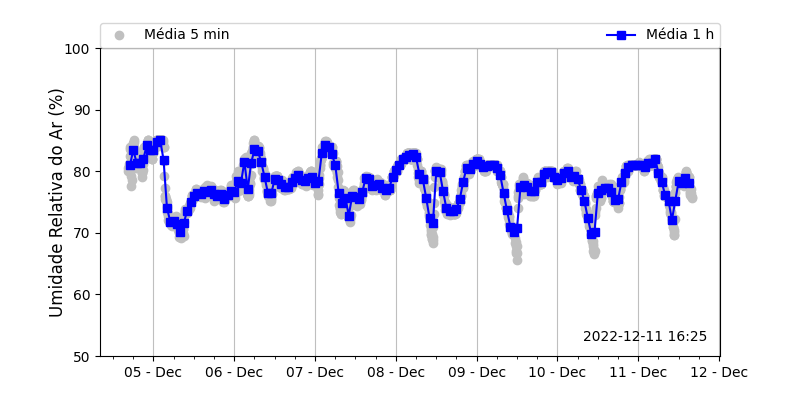 Média 5 min
Média 1 h
Umidade Relativa do Ar (%)
100
90
80
70
60
50
2022-12-11 16:25
05 - Dec
06 - Dec
07 - Dec
08 - Dec
09 - Dec
10 - Dec
11 - Dec
12 - Dec